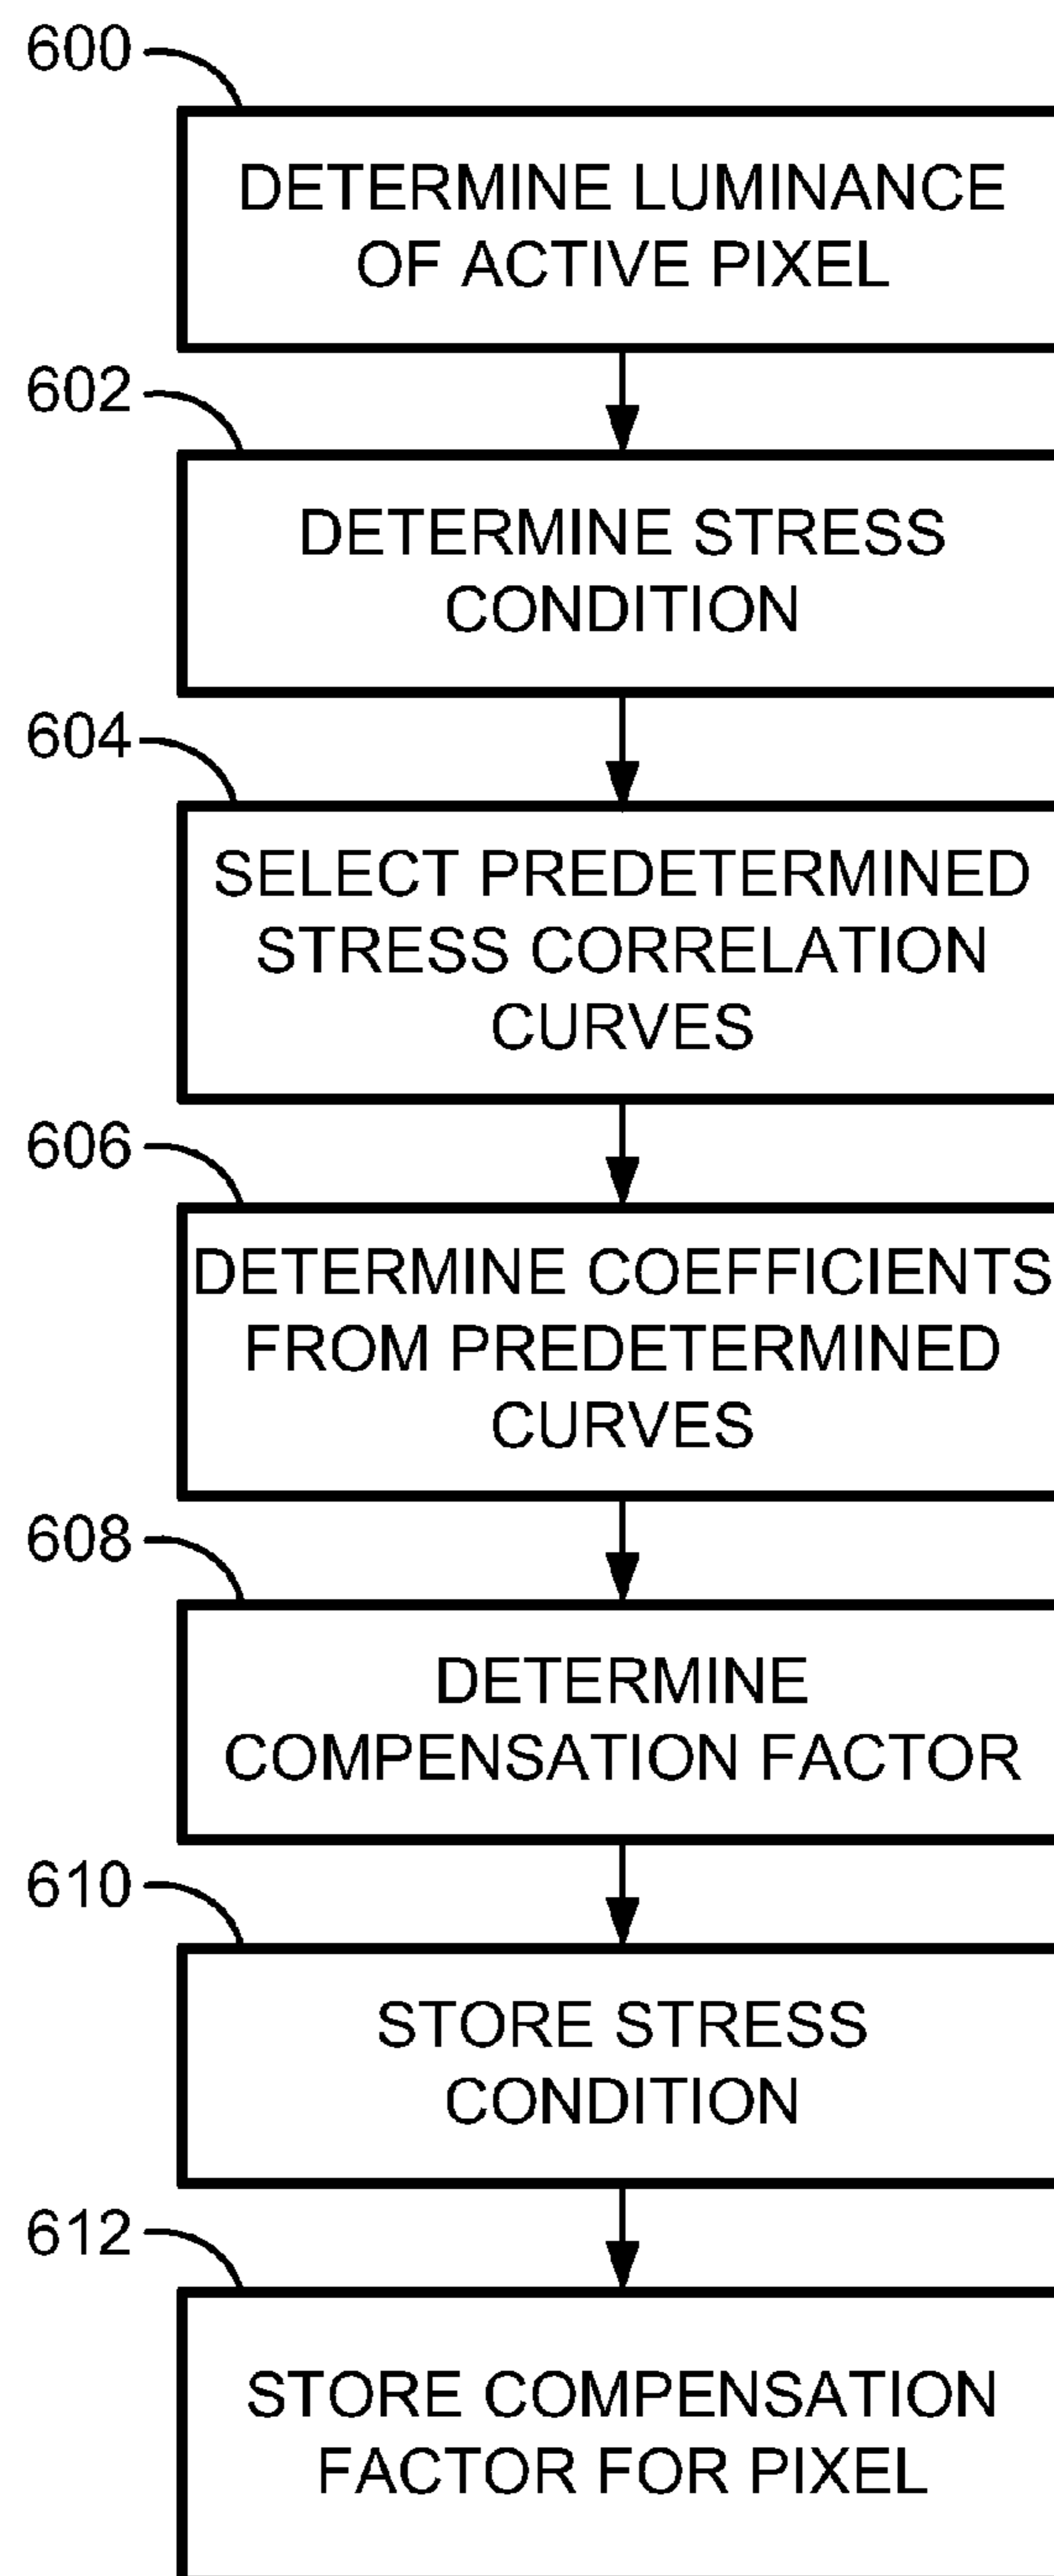 600
DETERMINE LUMINANCE
OF ACTIVE PIXEL
602
DETERMINE STRESS
CONDITION
604
SELECT PREDETERMINED
STRESS CORRELATION
CURVES
606
DETERMINE COEFFICIENTS
FROM PREDETERMINED
CURVES
608
DETERMINE
COMPENSATION FACTOR
610
STORE STRESS
CONDITION
612
STORE COMPENSATION
FACTOR FOR PIXEL